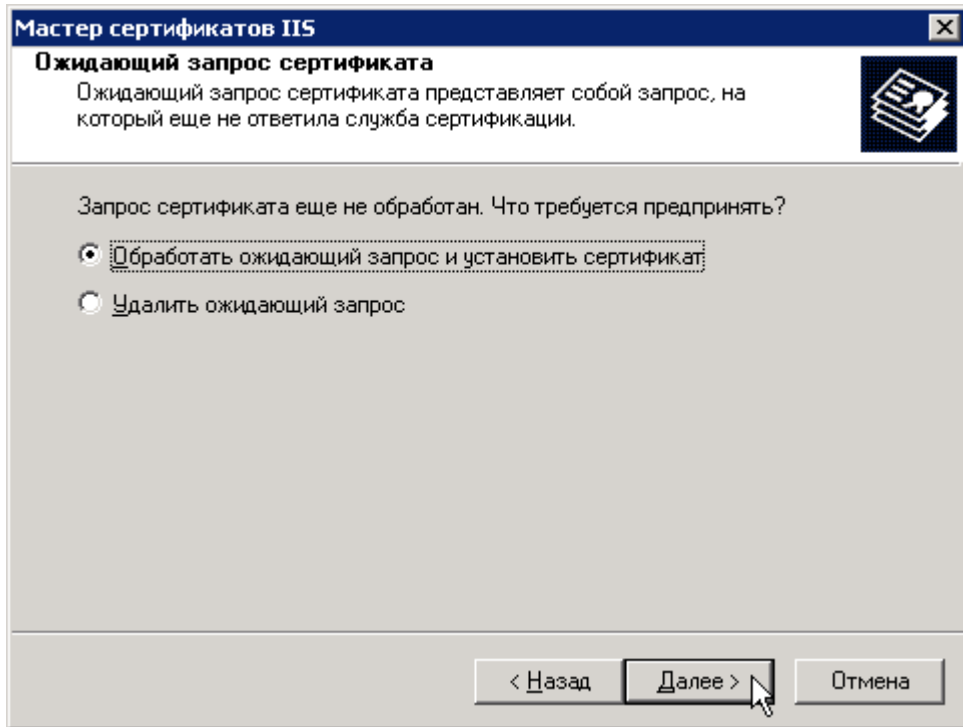 Мастер сертификатов IIS
Ожидающий запрос сертификата
Ожидающий запрос сертификата представляет собой запрос, на
который еще не ответила служба сертификации.
Запрос сертификата еще не обработан. Что требуется предпринять?
Обработать ожидающий запрос и установить сертификат
Удалить ожидающий запрос
< Назад Далее > Отмена